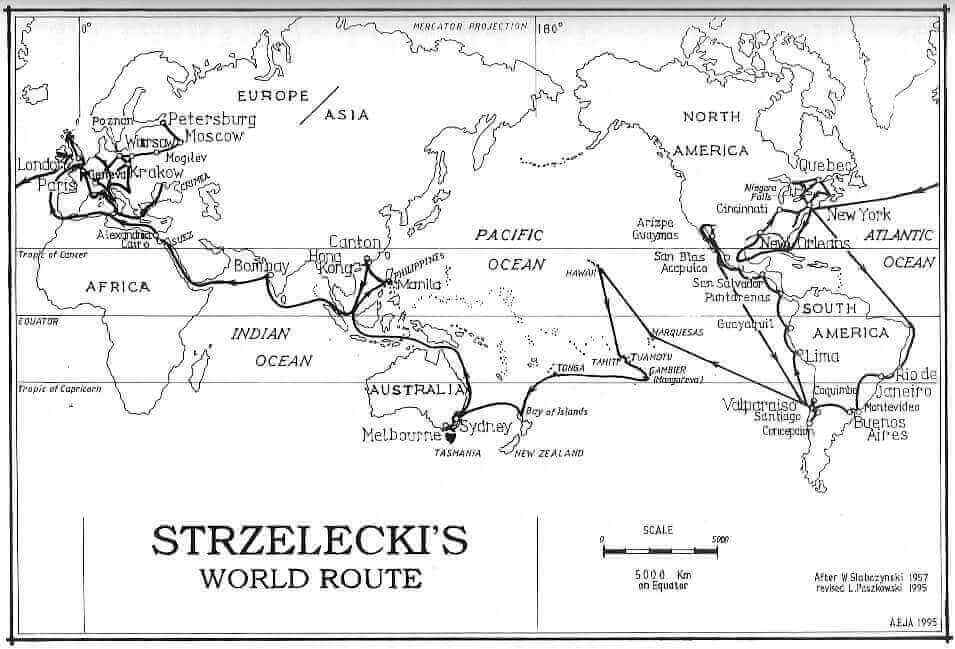 0°
MERCATOR PROJECTION
180°
EUROPE
ASIA
NORTH
AMERICA
Poznan
Petersburg
Moscow
Warsaw
Mogilev
London
Paris
Geneva
Krakow
CRIMEA
Quebec
Niagara
Falls
Cincinnati
New York
New Orleans
ATLANTIC
OCEAN
Arizpe
Guaymas
San Blas
Acapulco
San Salvador
Puntarenas
Alexandria
Cairo
SUEZ
Tropic of Cancer
AFRICA
Bombay
Canton
Hong
Kong
PHILIPPINES
Manila
PACIFIC
OCEAN
HAWAII
SOUTH
AMERICA
Guayaquil
EQUATOR
INDIAN
OCEAN
MARQUESAS
TAHITI
TUAMOTU
GAMBIER
(Mangareva)
TONGA
Lima
Tropic of Capricorn
AUSTRALIA
Rio de
Janeiro
Coquimbo
Valparaiso
Santiago
Concepcion
Montevideo
Buenos
Aires
Bay of Islands
Sydney
Melbourne
TASMANIA
NEW ZEALAND
STRZELECKI'S
WORLD ROUTE
SCALE
0
5000
5000 Km
on Equator
After W. Slabczynski 1957
revised L. Paszkowski 1995
A.E.JA 1995